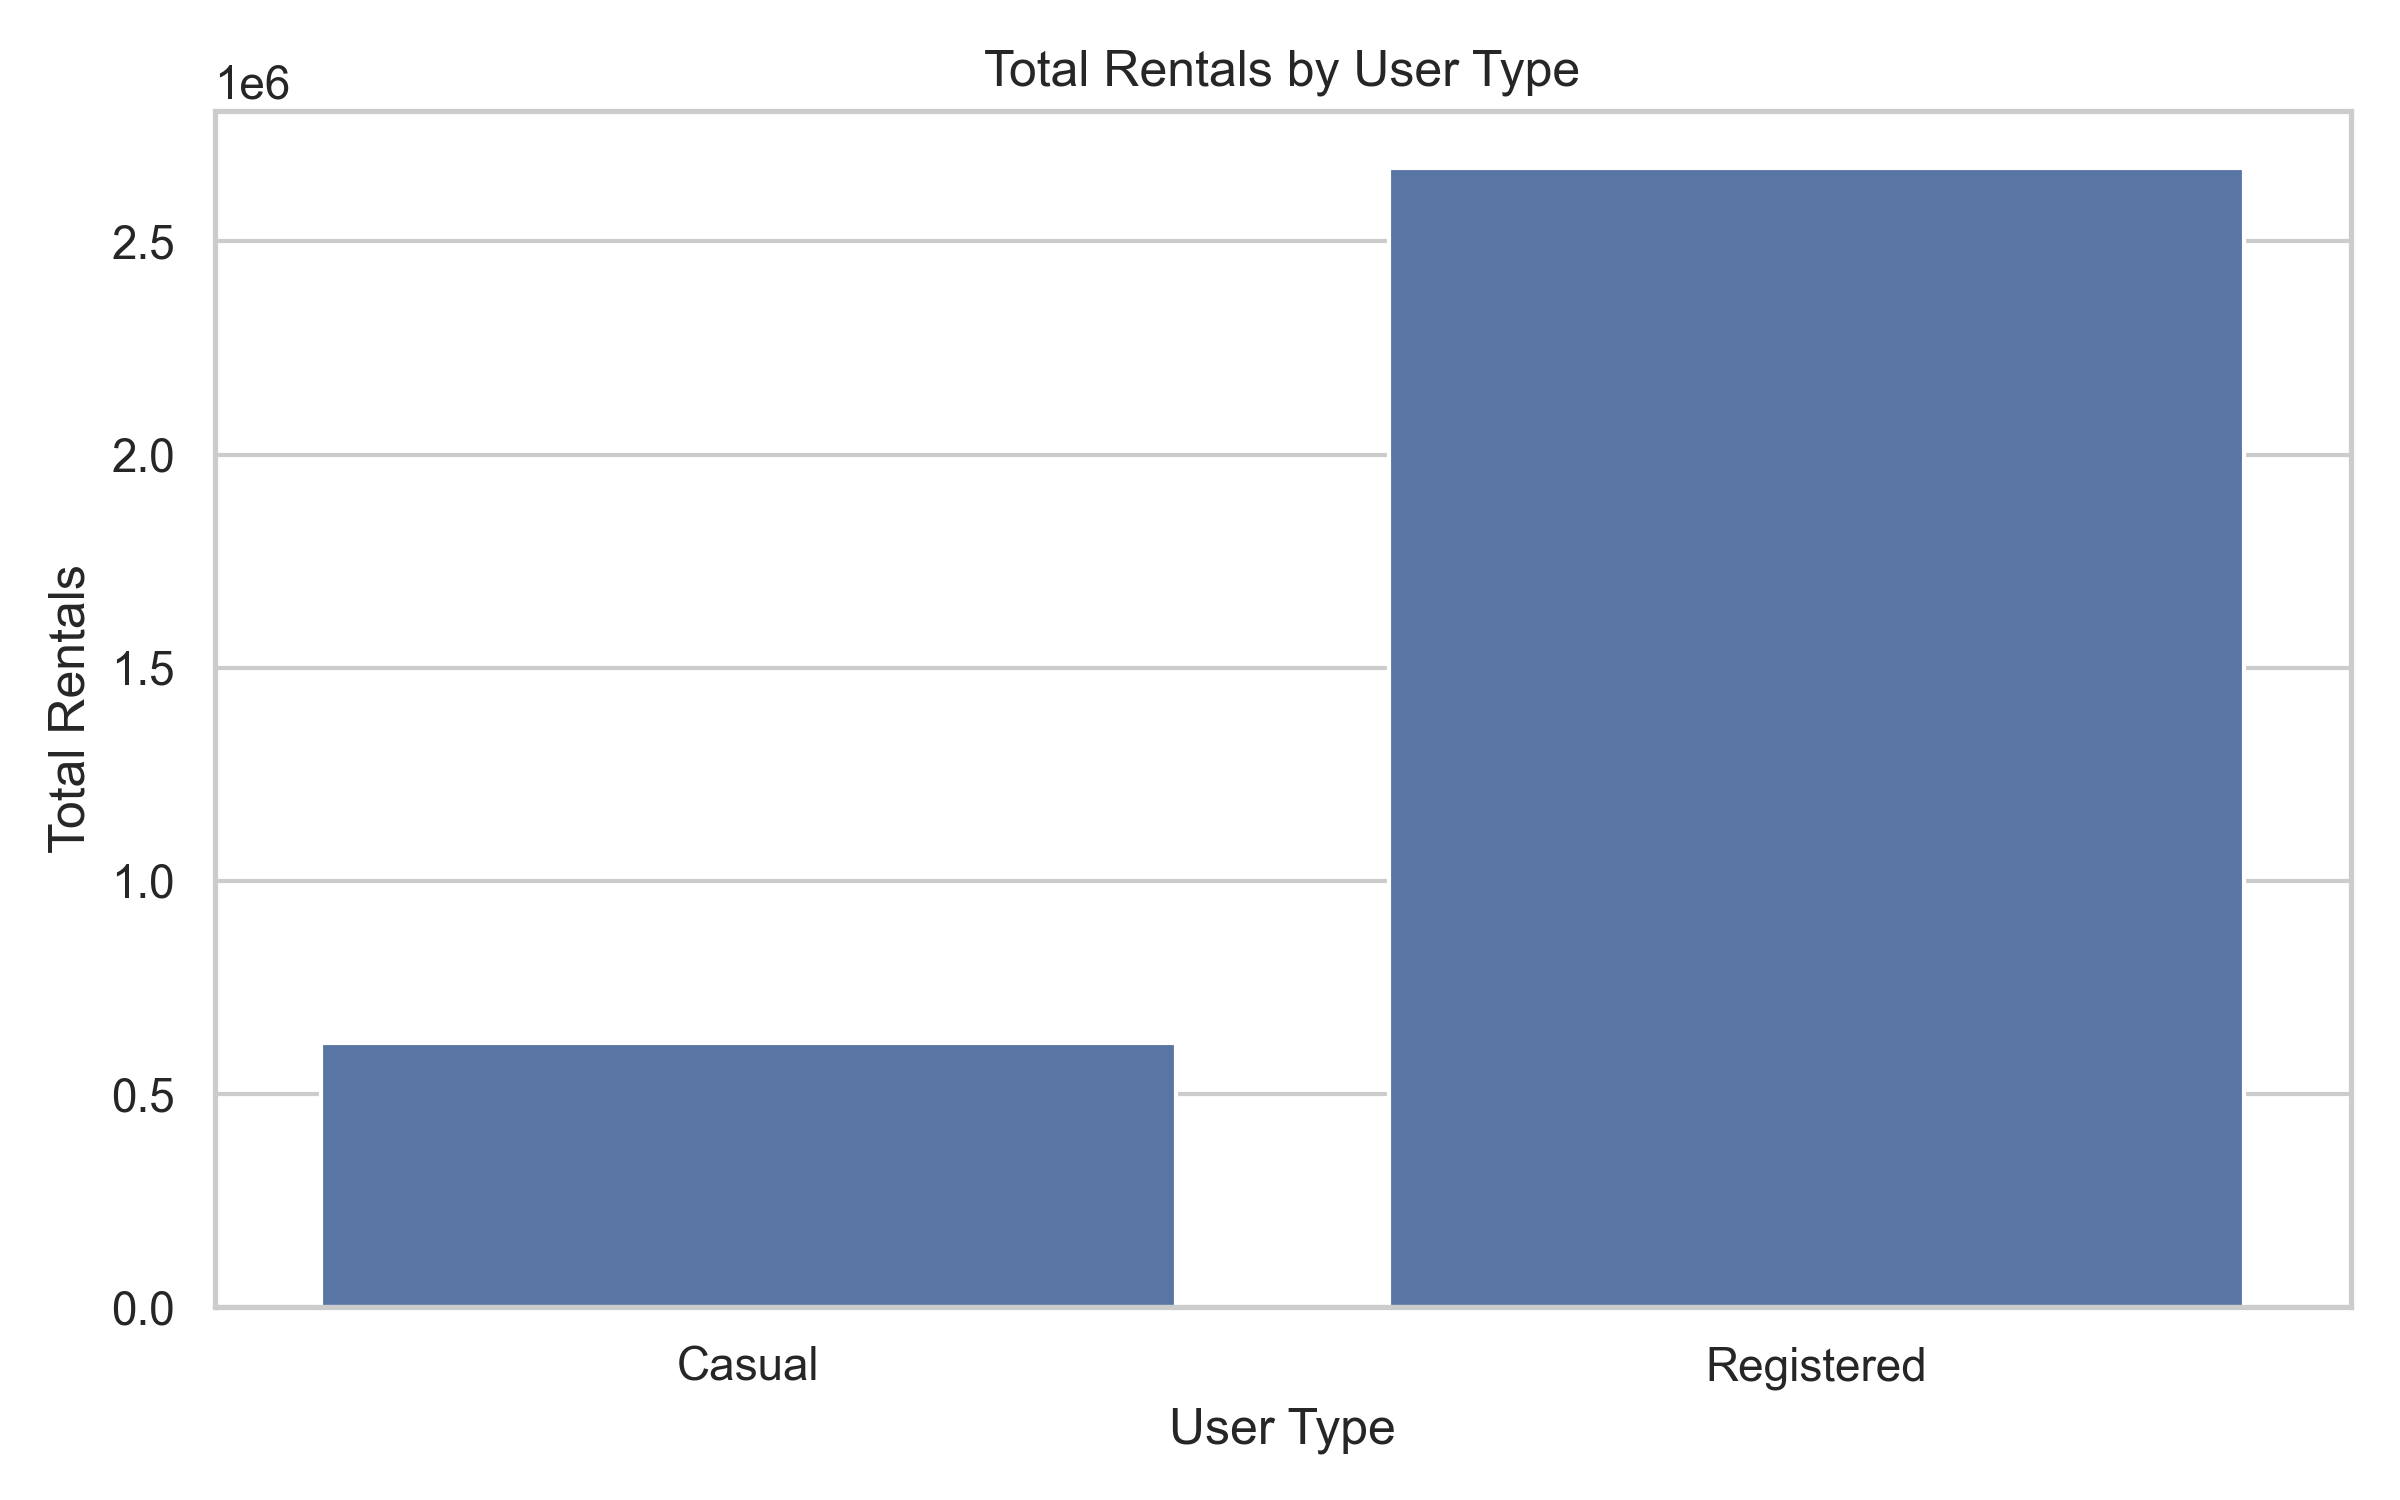 Total Rentals by User Type
1e6
2.5
2.0
1.5
1.0
0.5
0.0
Total Rentals
Casual
Registered
User Type